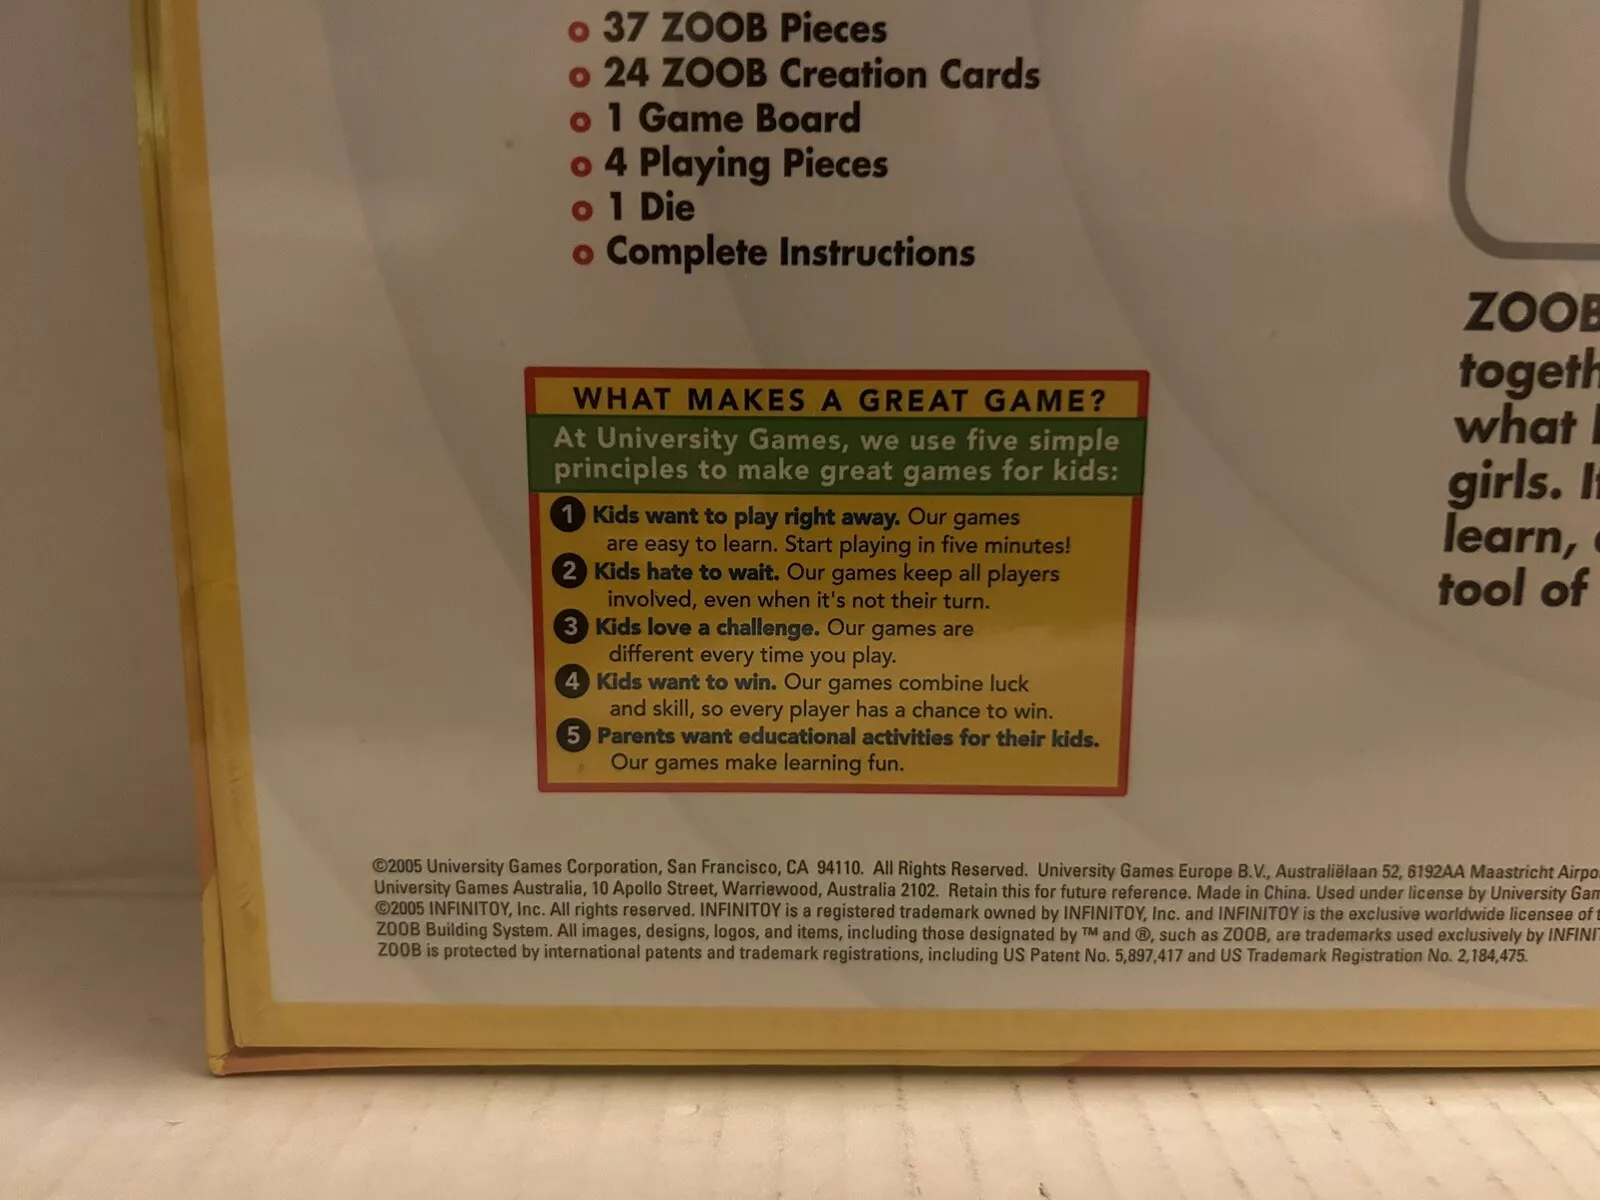 37 ZOOB Pieces
24 ZOOB Creation Cards
1 Game Board
4 Playing Pieces
1 Die
Complete Instructions
WHAT MAKES A GREAT GAME?
At University Games, we use five simple
principles to make great games for kids:
1 Kids want to play right away. Our games
are easy to learn. Start playing in five minutes!
2 Kids hate to wait. Our games keep all players
involved, even when it's not their turn.
3 Kids love a challenge. Our games are
different every time you play.
4 Kids want to win. Our games combine luck
and skill, so every player has a chance to win.
5 Parents want educational activities for their kids.
Our games make learning fun.
ZOOB
togeth
what
girls.
learn,
tool of
©2005 University Games Corporation, San Francisco, CA 94110. All Rights Reserved. University Games Europe B.V., Australiëlaan 52, 6192AA Maastricht Airpo
University Games Australia, 10 Apollo Street, Warriewood, Australia 2102. Retain this for future reference. Made in China. Used under license by University Gam
©2005 INFINITOY, Inc. All rights reserved. INFINITOY is a registered trademark owned by INFINITOY, Inc. and INFINITOY is the exclusive worldwide licensee of
ZOOB Building System. All images, designs, logos, and items, including those designated by ™ and ®, such as ZOOB, are trademarks used exclusively by INFINI
ZOOB is protected by international patents and trademark registrations, including US Patent No. 5,897,417 and US Trademark Registration No. 2,184,475.